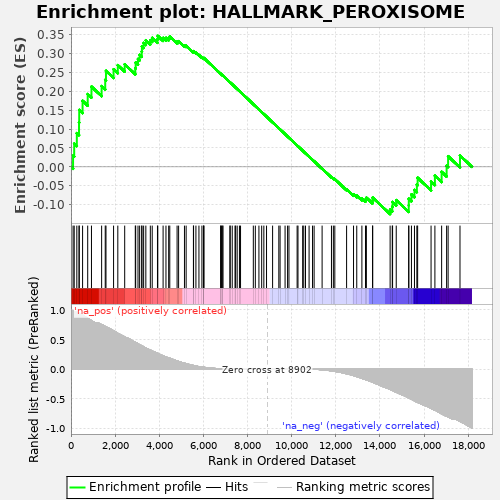 Enrichment plot: HALLMARK_PEROXISOME
Enrichment score (ES)
0.35
0.30
0.25
0.20
0.15
0.10
0.05
0.00
-0.05
-0.10
Ranked list metric (PreRanked)
1.0
0.5
0.0
-0.5
-1.0
'na_pos' (positively correlated)
Zero cross at 8902
'na_neg' (negatively correlated)
0
2,000
4,000
6,000
8,000
10,000
12,000
14,000
16,000
18,000
Rank in Ordered Dataset
Enrichment profile
Hits
Ranking metric scores